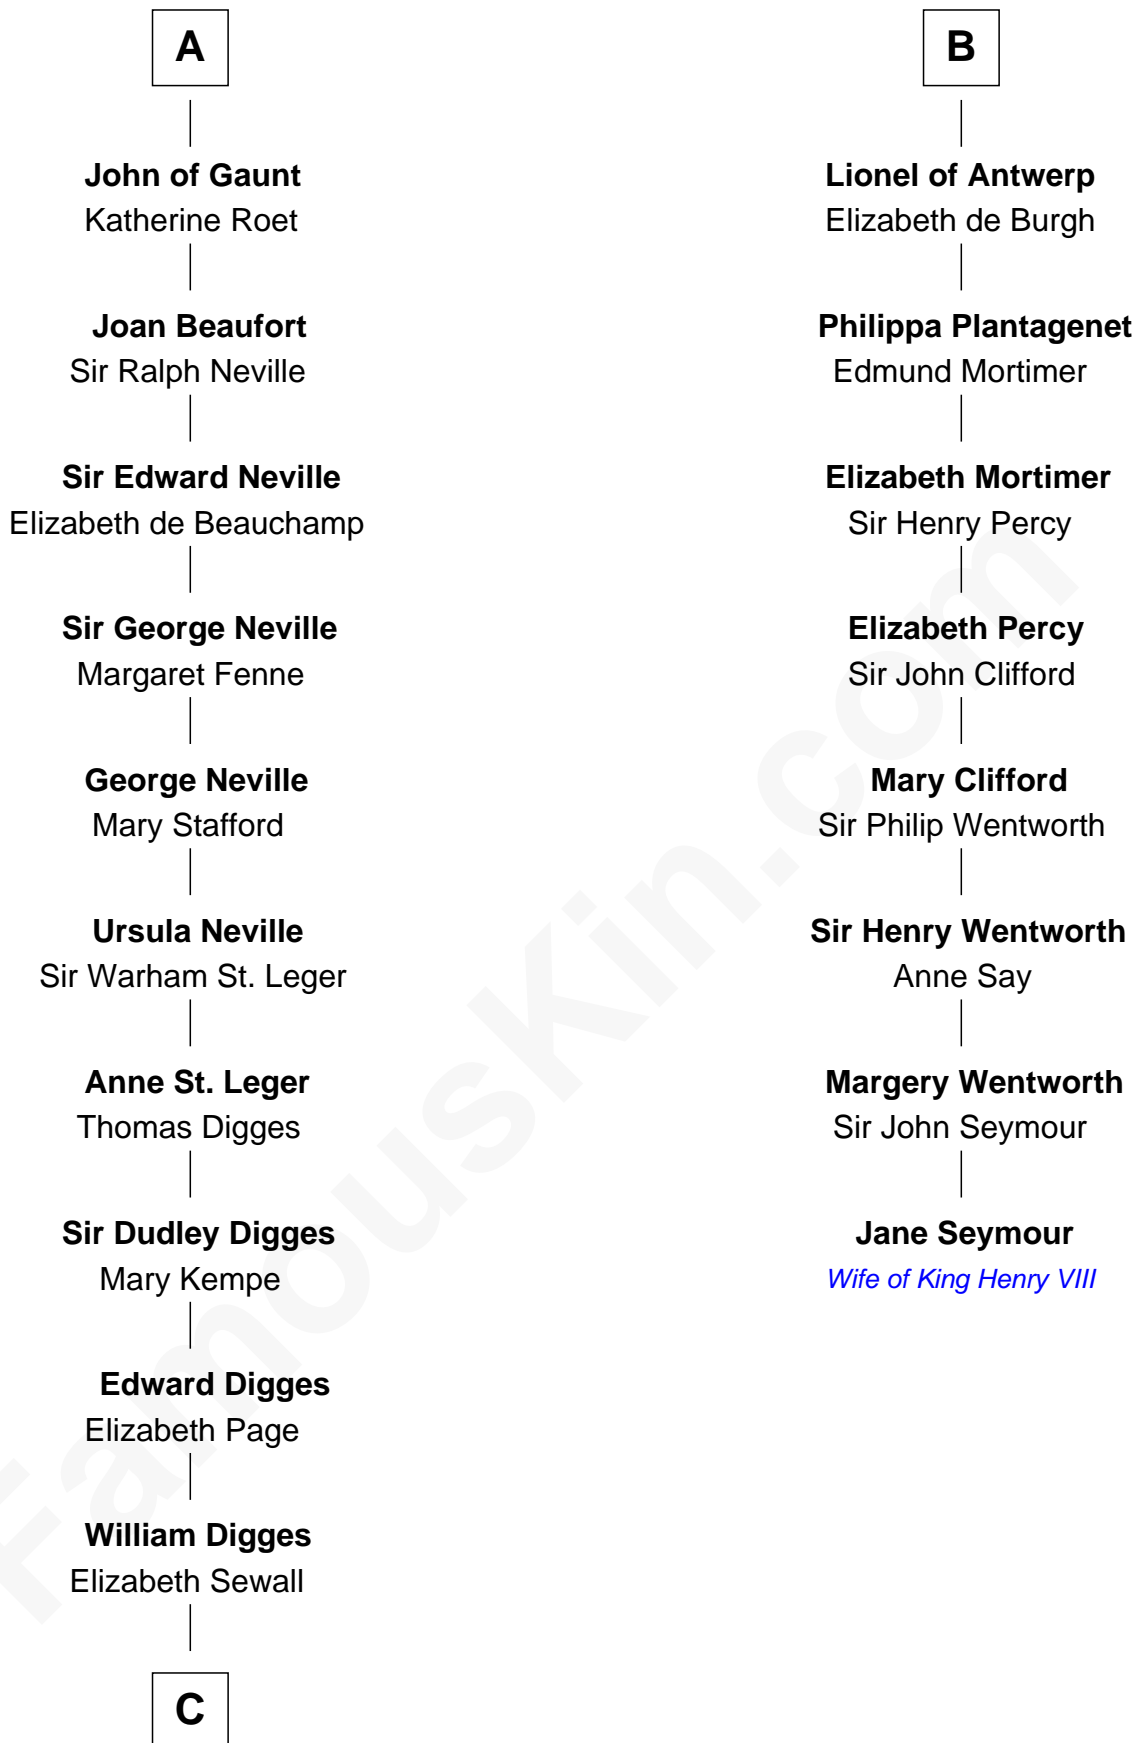 A
John of Gaunt
Katherine Roet
Joan Beaufort
Sir Ralph Neville
Sir Edward Neville
Elizabeth de Beauchamp
Sir George Neville
Margaret Fenne
George Neville
Mary Stafford
Ursula Neville
Sir Warham St. Leger
Anne St. Leger
Thomas Digges
Sir Dudley Digges
Mary Kempe
Edward Digges
Elizabeth Page
William Digges
Elizabeth Sewall
C
B
Lionel of Antwerp
Elizabeth de Burgh
Philippa Plantagenet
Edmund Mortimer
Elizabeth Mortimer
Sir Henry Percy
Elizabeth Percy
Sir John Clifford
Mary Clifford
Sir Philip Wentworth
Sir Henry Wentworth
Anne Say
Margery Wentworth
Sir John Seymour
Jane Seymour
Wife of King Henry VIII
FamousKin.com